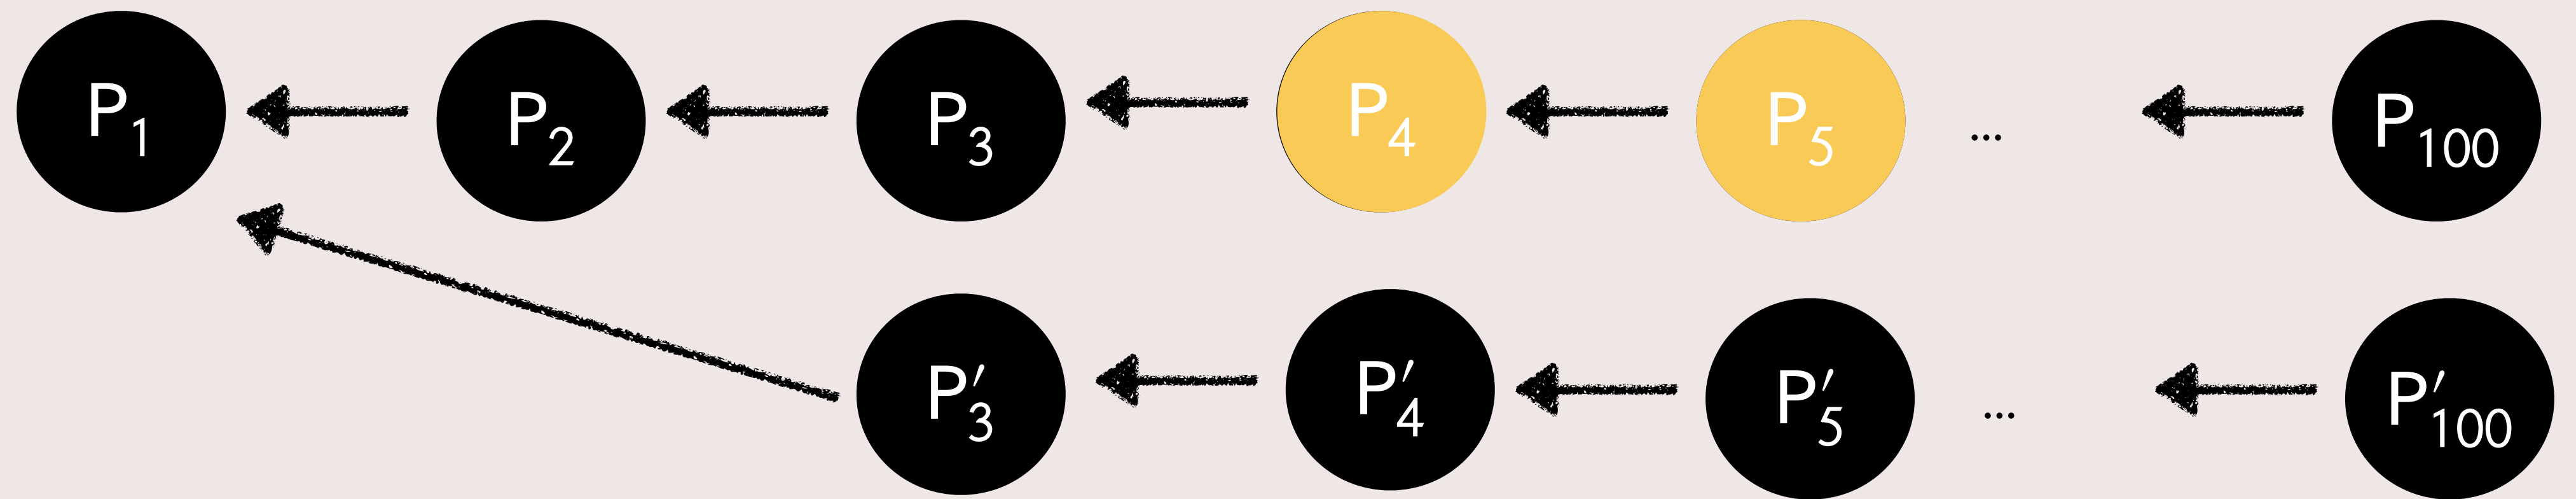 P₁ P₂ P₃ P₄ P₅ ... P₁₀₀
P′₃ P′₄ P′₅ ... P′₁₀₀